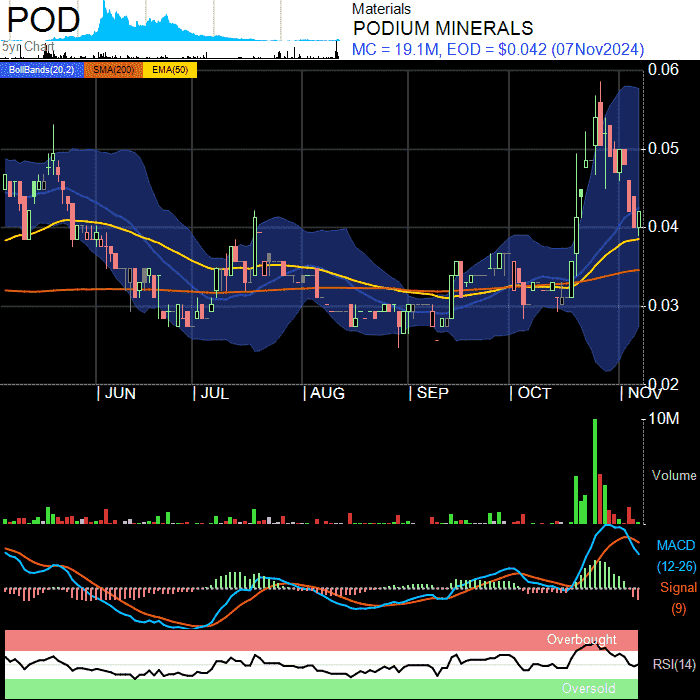 POD
5yr Chart
Materials
PODIUM MINERALS
MC = 19.1M, EOD = $0.042 (07Nov2024)
BollBands(20,2) SMA(200) EMA(50)
0.06
0.05
0.04
0.03
0.02
JUN JUL AUG SEP OCT NOV
10M
Volume
MACD
(12-26)
Signal
(9)
Overbought
RSI(14)
Oversold